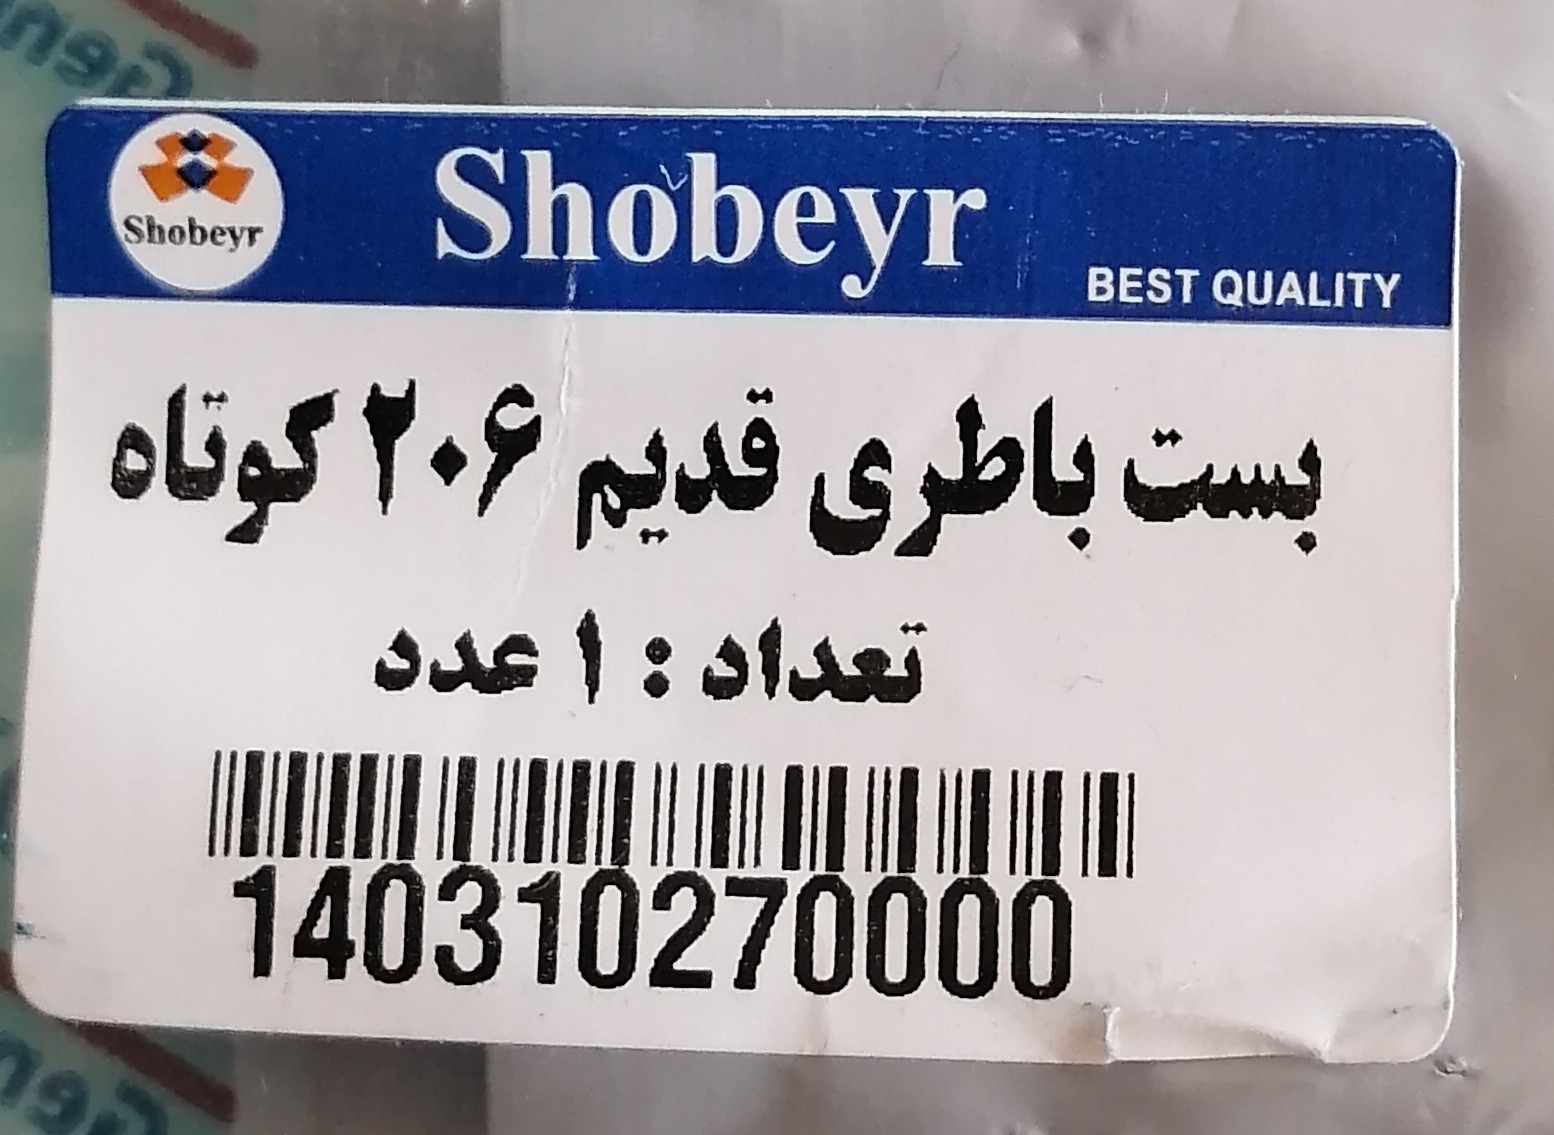 Shobeyr
Shobeyr
BEST QUALITY
بست باطری قدیم ۲۰۶ کوتاه
تعداد : ۱ عدد
140310270000